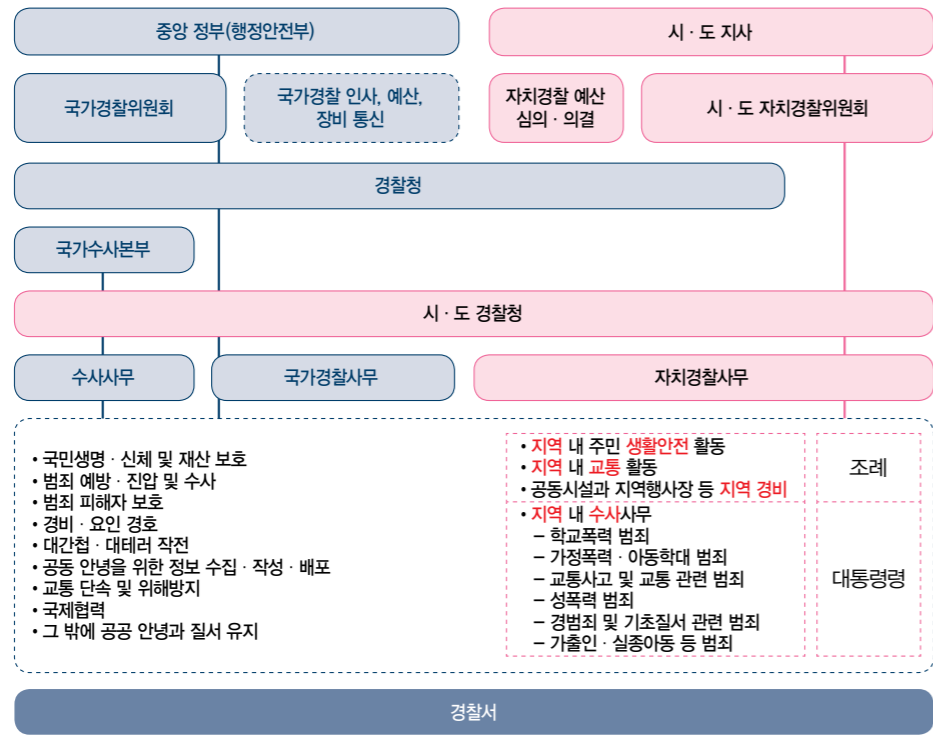 중앙 정부(행정안전부)
시 · 도 지사
국가경찰위원회
국가경찰 인사, 예산,
장비 통신
자치경찰 예산
심의 · 의결
시 · 도 자치경찰위원회
경찰청
국가수사본부
시 · 도 경찰청
수사사무
국가경찰사무
자치경찰사무
• 국민생명 · 신체 및 재산 보호
• 범죄 예방 · 진압 및 수사
• 범죄 피해자 보호
• 경비 · 요인 경호
• 대간첩 · 대테러 작전
• 공동 안녕을 위한 정보 수집 · 작성 · 배포
• 교통 단속 및 위해방지
• 국제협력
• 그 밖에 공공 안녕과 질서 유지
• 지역 내 주민 생활안전 활동
• 지역 내 교통 활동
• 공동시설과 지역행사장 등 지역 경비
조례
• 지역 내 수사사무
– 학교폭력 범죄
– 가정폭력 · 아동학대 범죄
– 교통사고 및 교통 관련 범죄
– 성폭력 범죄
– 경범죄 및 기초질서 관련 범죄
– 가출인 · 실종아동 등 범죄
대통령령
경찰서